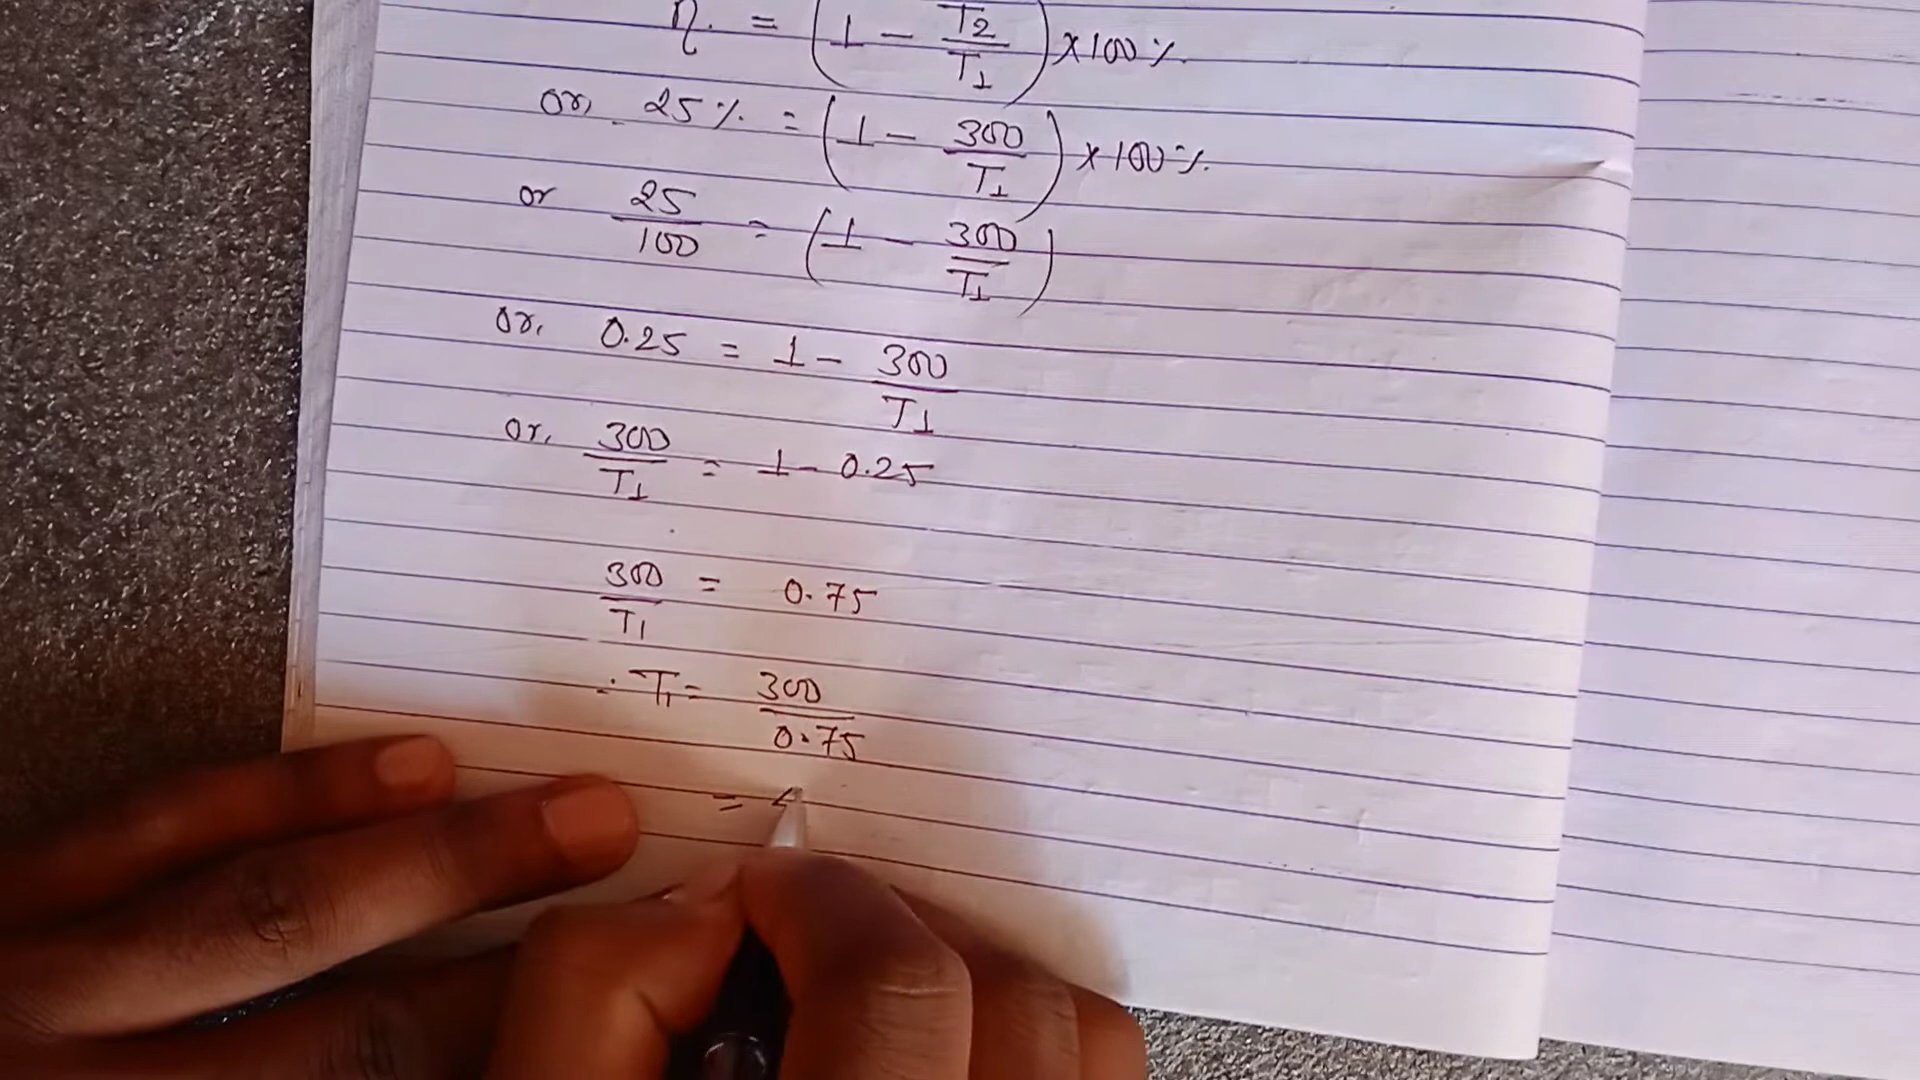 η. = (1 - T2/T1) × 100 %.
or, 25 %. = (1 - 300/T1) × 100 %.
or 25/100 = (1 - 300/T1)
or, 0.25 = 1 - 300/T1
or, 300/T1 = 1 - 0.25
300/T1 = 0.75
∴ T1 = 300/0.75
= 4